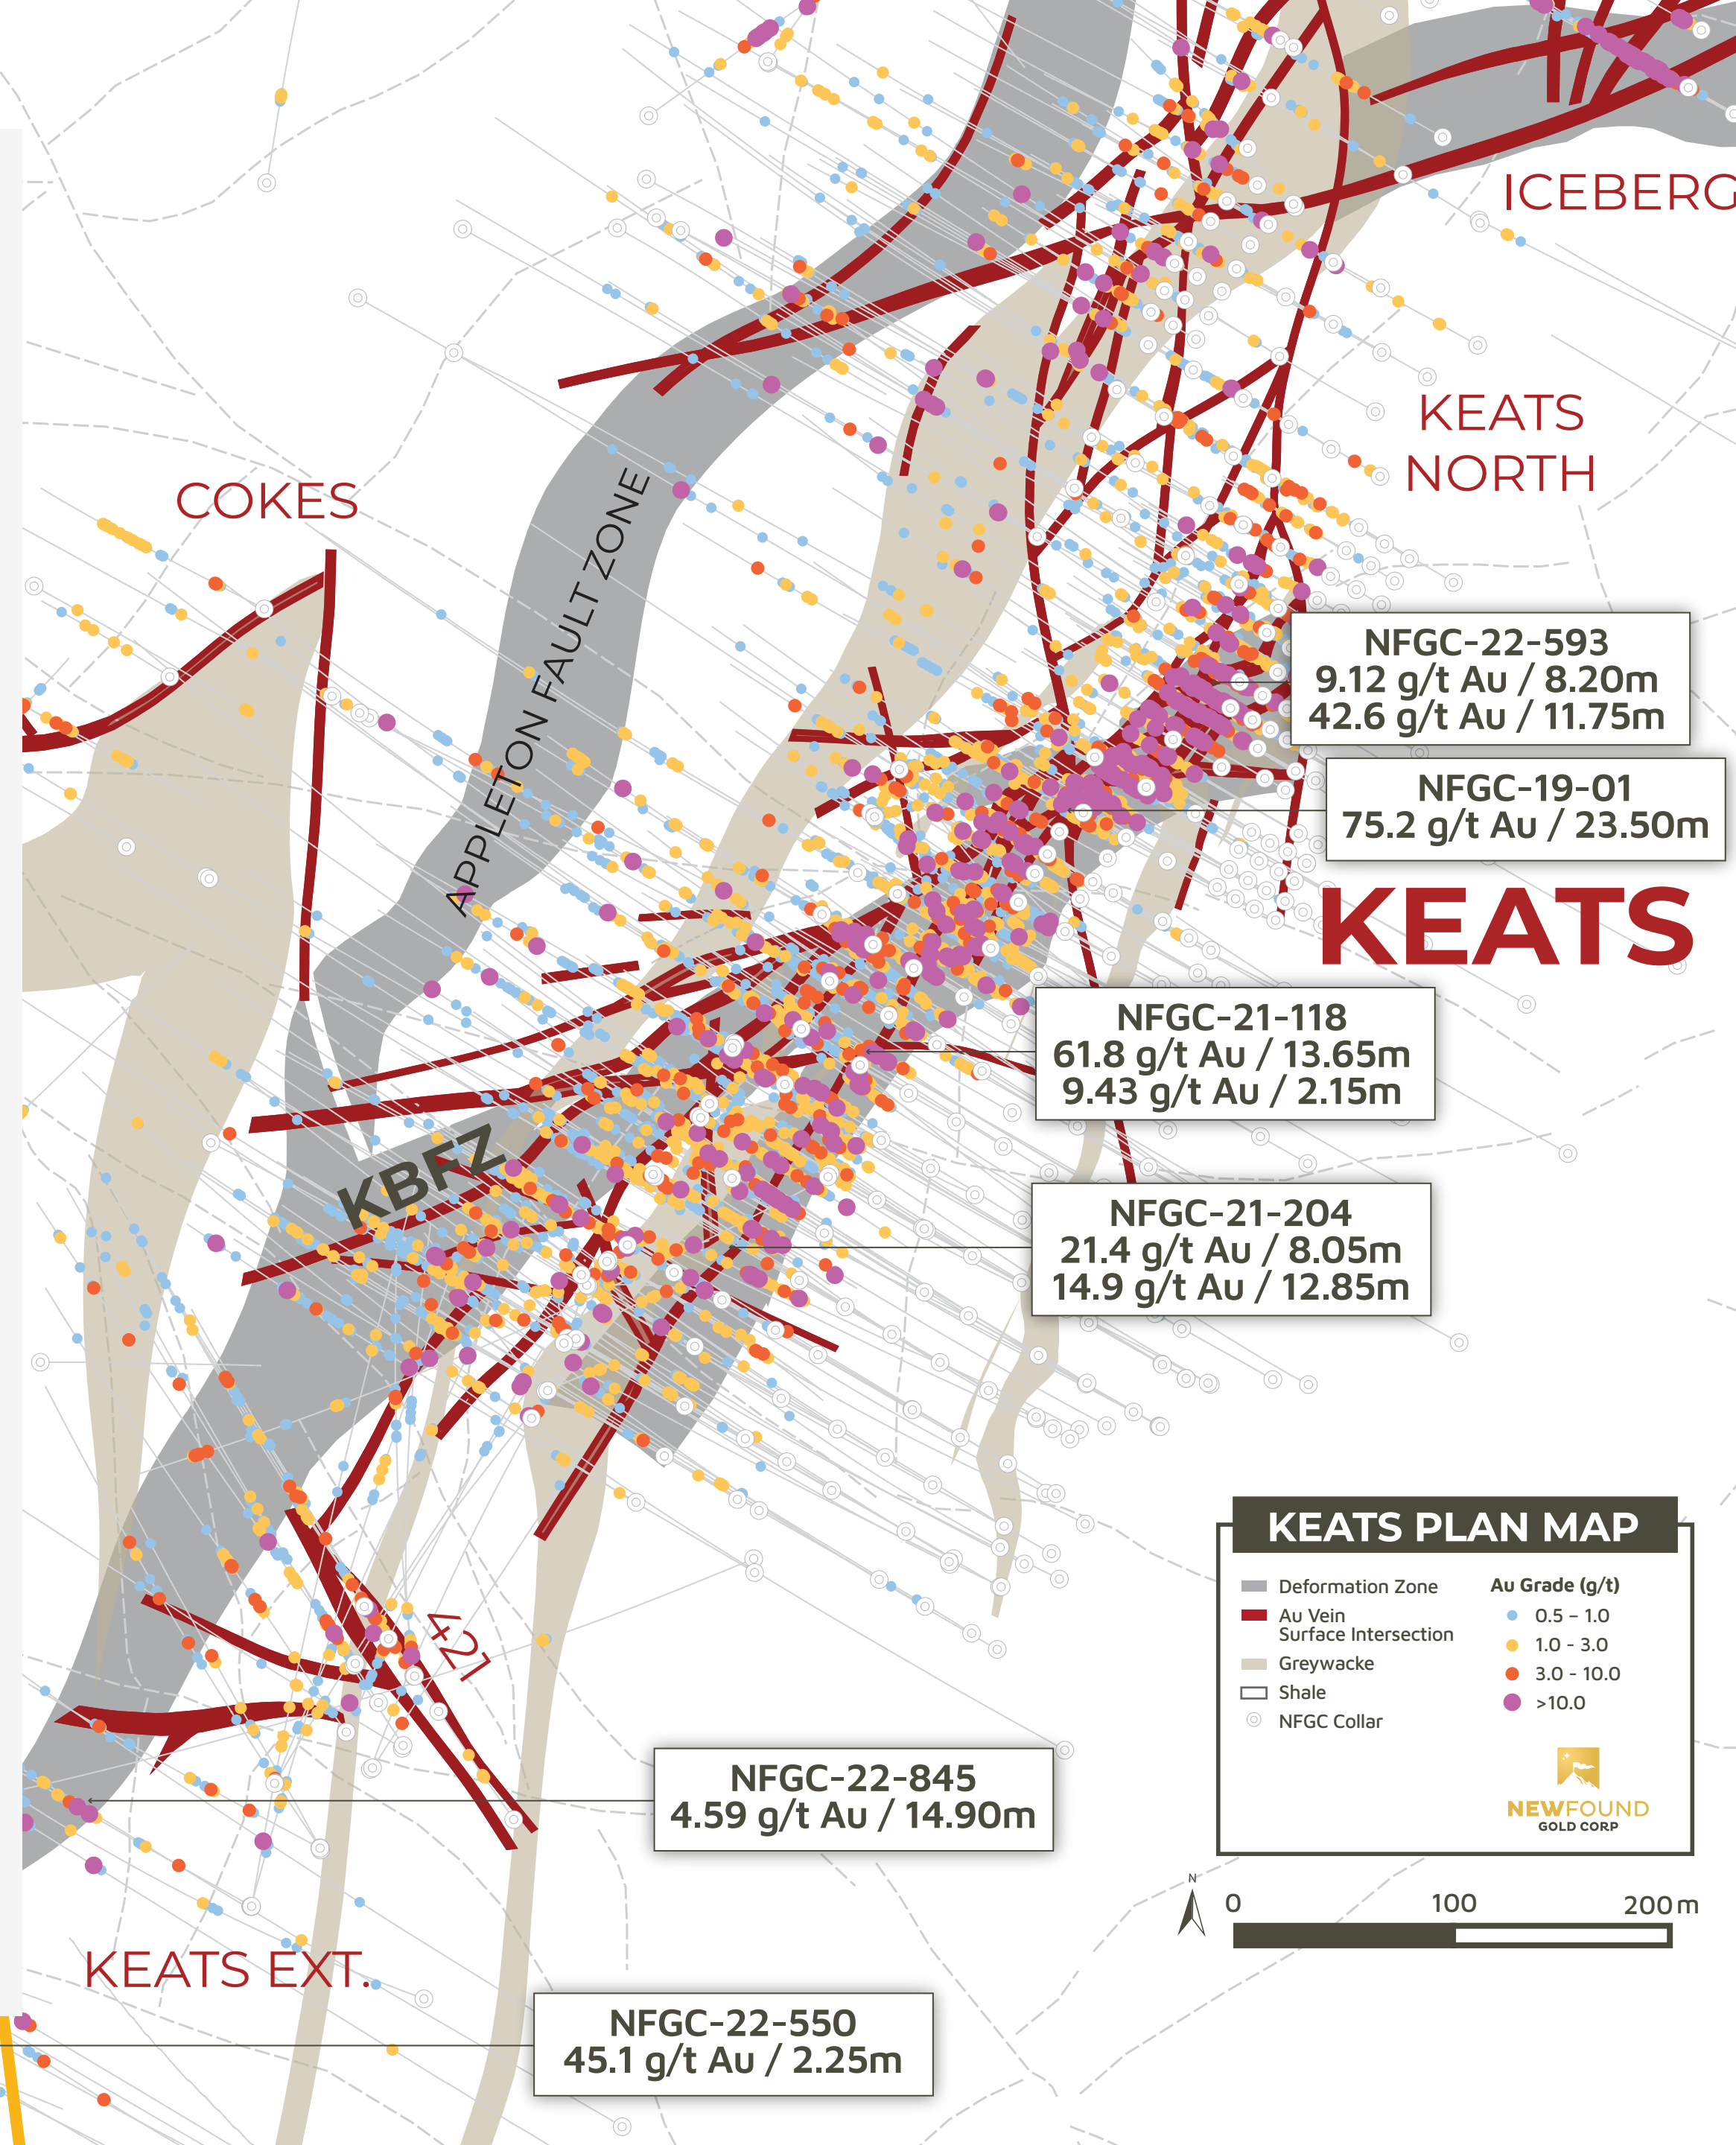 ICEBERG
KEATS
NORTH
COKES
APPLETON FAULT ZONE
NFGC-22-593
9.12 g/t Au / 8.20m
42.6 g/t Au / 11.75m
NFGC-19-01
75.2 g/t Au / 23.50m
KEATS
NFGC-21-118
61.8 g/t Au / 13.65m
9.43 g/t Au / 2.15m
KBFZ
NFGC-21-204
21.4 g/t Au / 8.05m
14.9 g/t Au / 12.85m
421
NFGC-22-845
4.59 g/t Au / 14.90m
KEATS EXT.
NFGC-22-550
45.1 g/t Au / 2.25m
KEATS PLAN MAP
Deformation Zone
Au Vein
Surface Intersection
Greywacke
Shale
NFGC Collar
Au Grade (g/t)
0.5 – 1.0
1.0 - 3.0
3.0 - 10.0
>10.0
NEWFOUND
GOLD CORP
N
0 100 200 m